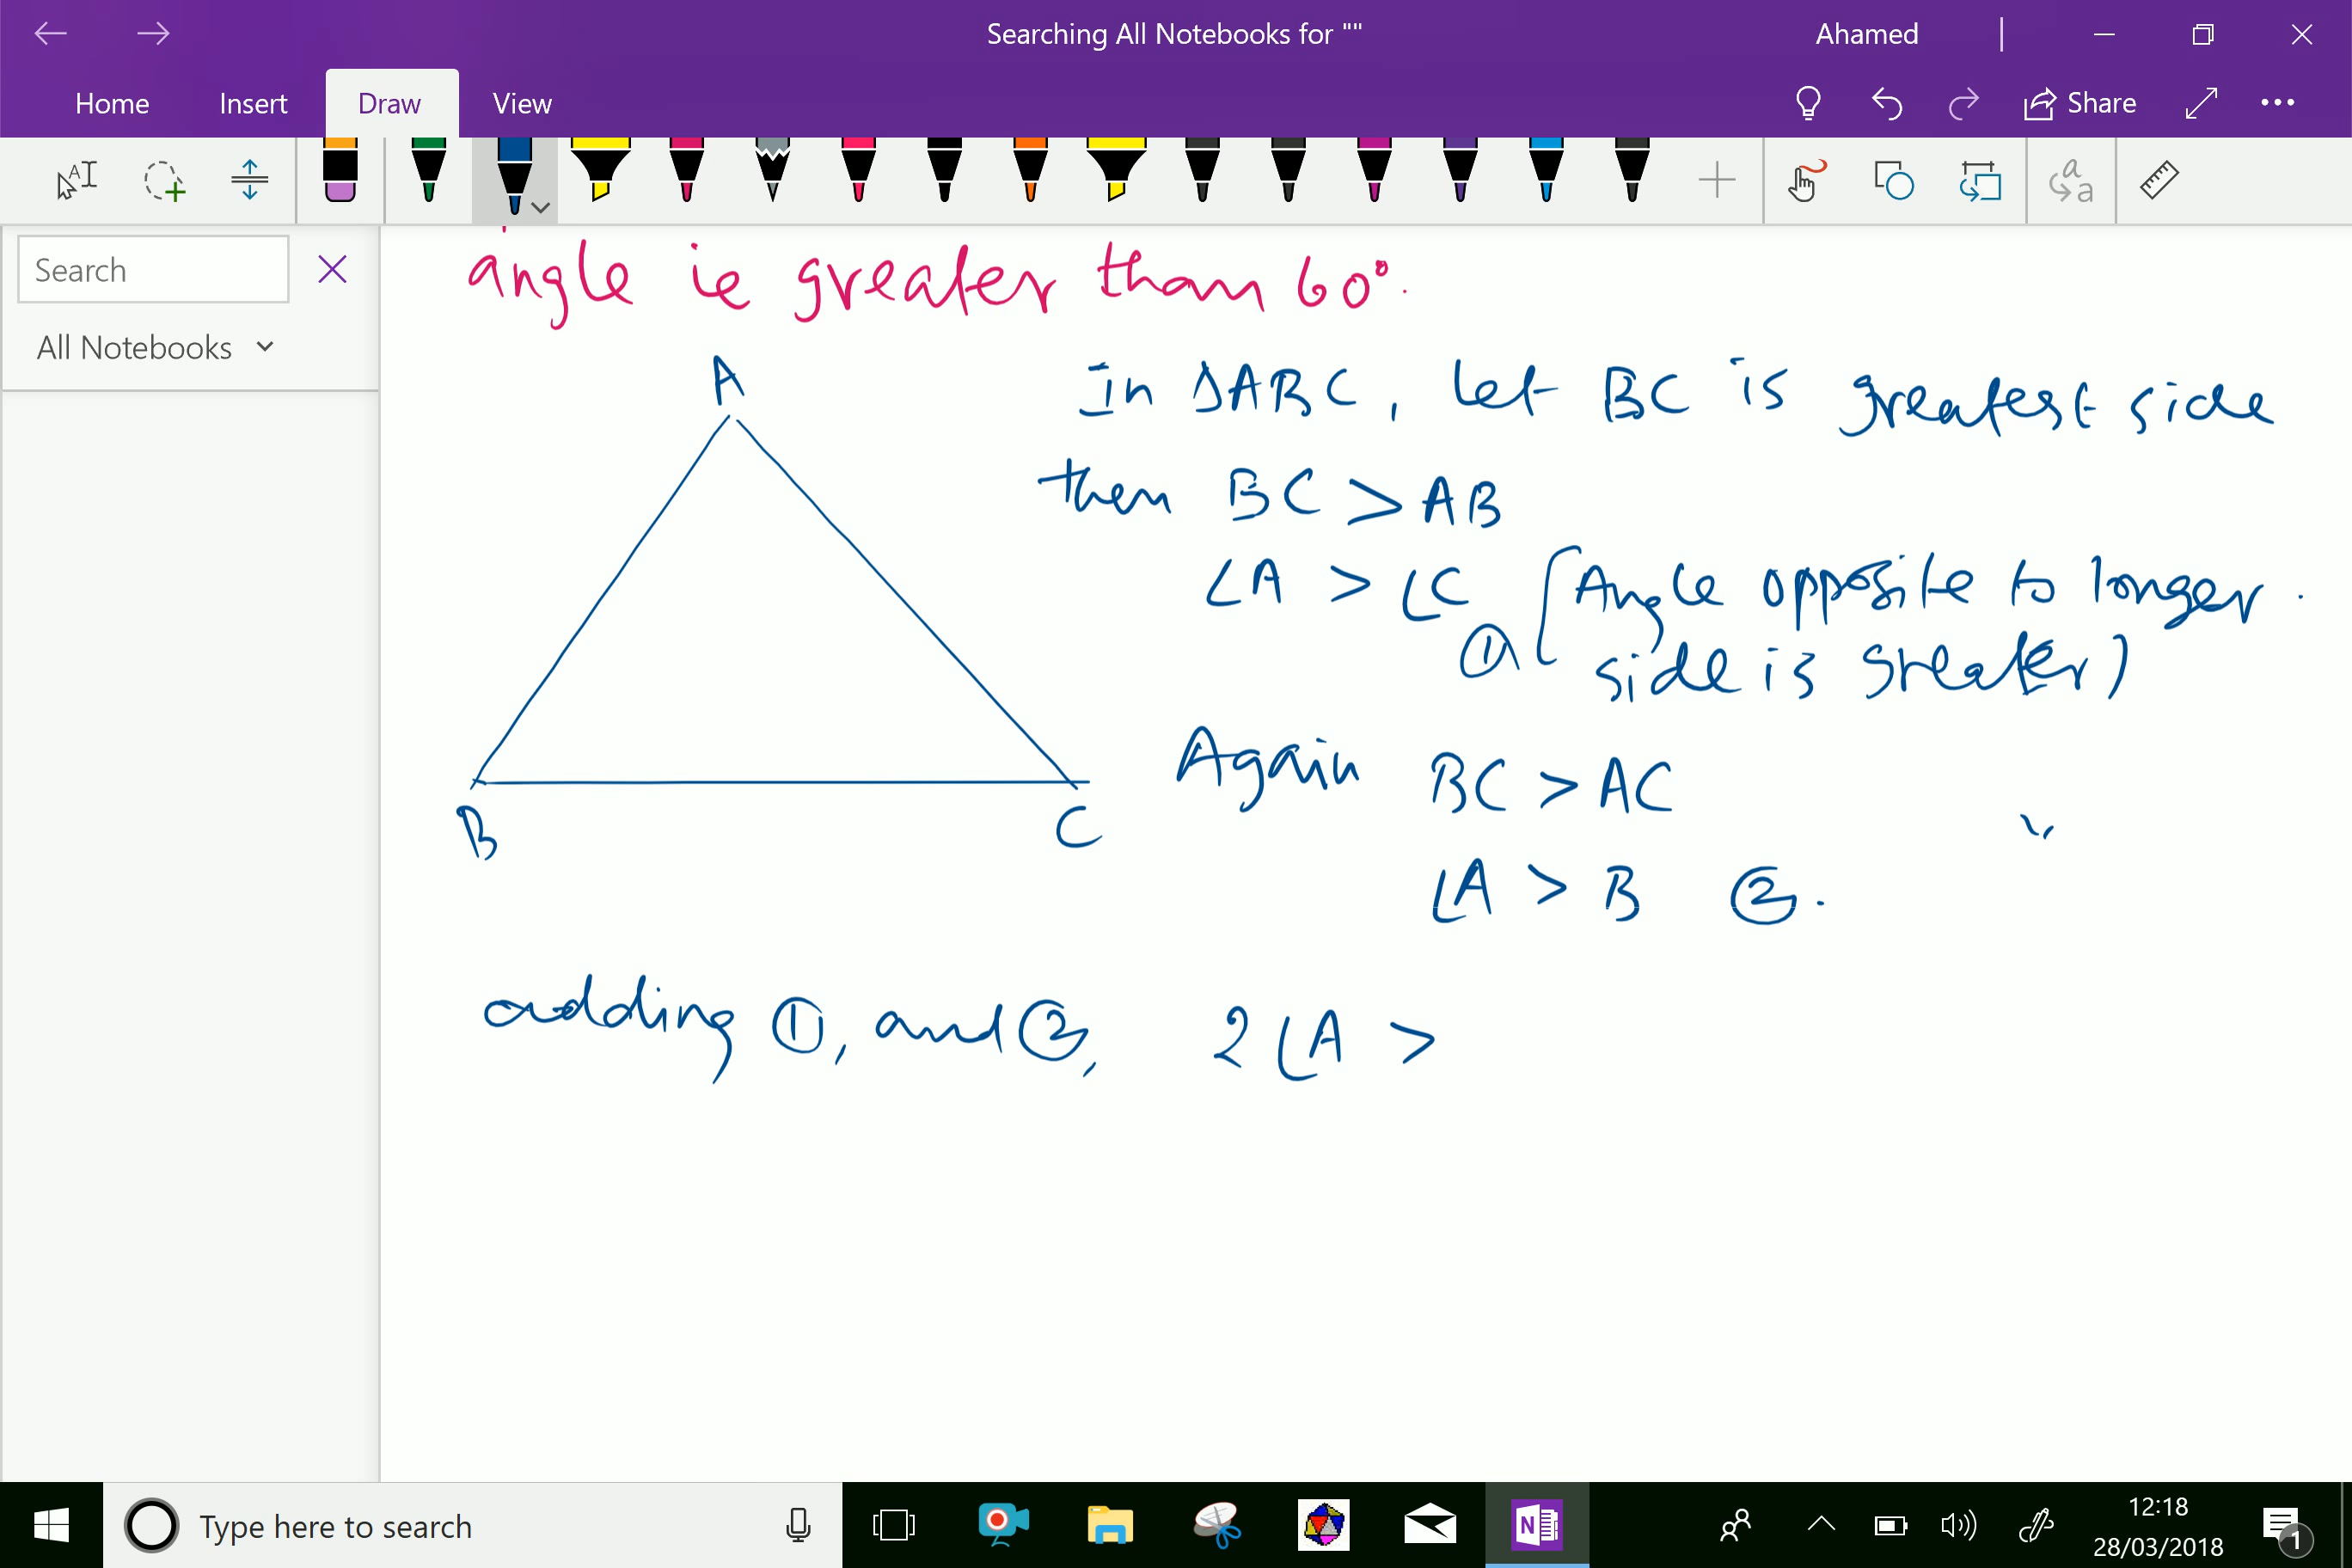 Searching All Notebooks for ""
Ahamed
Home Insert Draw View
Share
Search
All Notebooks
angle is greater than 60°.
A
B
C
In ΔABC, let BC is greatest side
then BC > AB
∠A > ∠C (Angle opposite to longer
① side is greater)
Again BC > AC
∠A > B ②.
adding ①, and ②, 2∠A >
Type here to search
12:18
28/03/2018
1